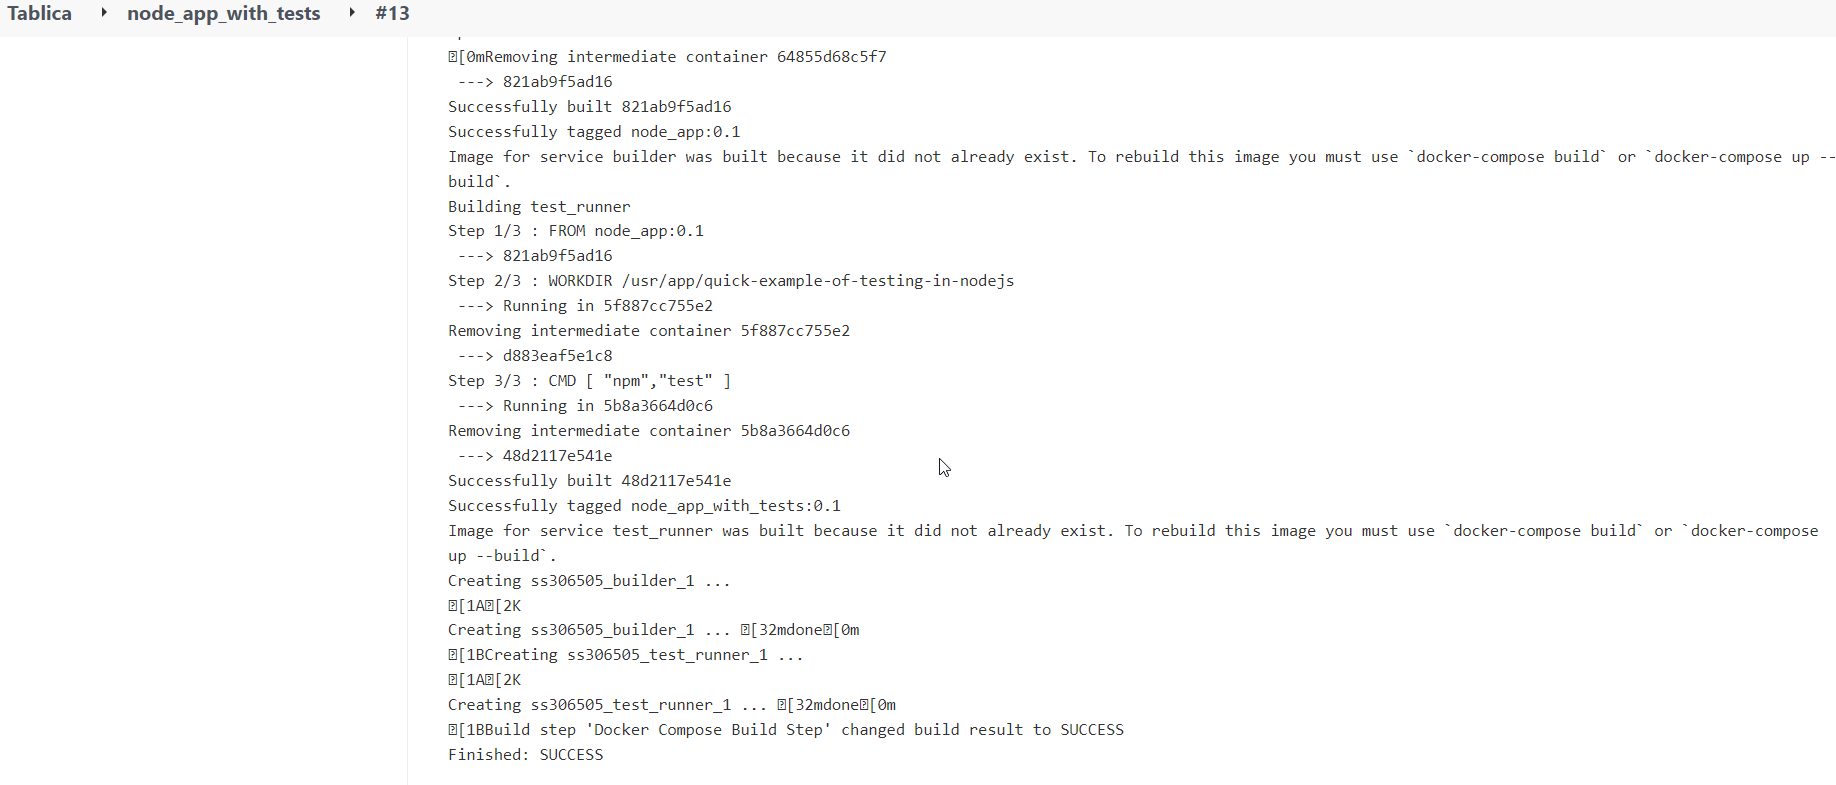 Tablica ▸ node_app_with_tests ▸ #13
[0mRemoving intermediate container 64855d68c5f7
---> 821ab9f5ad16
Successfully built 821ab9f5ad16
Successfully tagged node_app:0.1
Image for service builder was built because it did not already exist. To rebuild this image you must use `docker-compose build` or `docker-compose up --
build`.
Building test_runner
Step 1/3 : FROM node_app:0.1
---> 821ab9f5ad16
Step 2/3 : WORKDIR /usr/app/quick-example-of-testing-in-nodejs
---> Running in 5f887cc755e2
Removing intermediate container 5f887cc755e2
---> d883eaf5e1c8
Step 3/3 : CMD [ "npm","test" ]
---> Running in 5b8a3664d0c6
Removing intermediate container 5b8a3664d0c6
---> 48d2117e541e
Successfully built 48d2117e541e
Successfully tagged node_app_with_tests:0.1
Image for service test_runner was built because it did not already exist. To rebuild this image you must use `docker-compose build` or `docker-compose
up --build`.
Creating ss306505_builder_1 ...
[1A[2K
Creating ss306505_builder_1 ... [32mdone[0m
[1BCreating ss306505_test_runner_1 ...
[1A[2K
Creating ss306505_test_runner_1 ... [32mdone[0m
[1BBuild step 'Docker Compose Build Step' changed build result to SUCCESS
Finished: SUCCESS